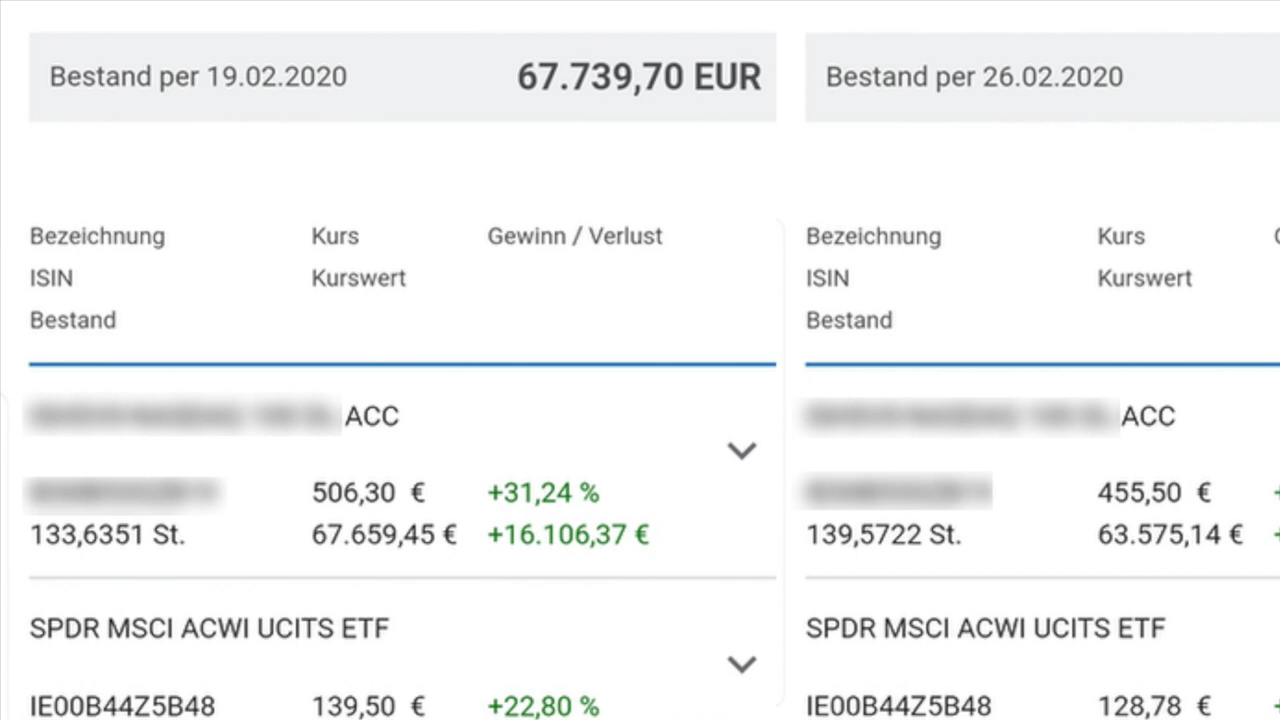 Bestand per 19.02.2020 67.739,70 EUR
Bezeichnung Kurs Gewinn / Verlust
ISIN Kurswert
Bestand
ACC
506,30 € +31,24 %
133,6351 St. 67.659,45 € +16.106,37 €
SPDR MSCI ACWI UCITS ETF
IE00B44Z5B48 139,50 € +22,80 %
Bestand per 26.02.2020
Bezeichnung Kurs
ISIN Kurswert
Bestand
ACC
455,50 €
139,5722 St. 63.575,14 €
SPDR MSCI ACWI UCITS ETF
IE00B44Z5B48 128,78 €